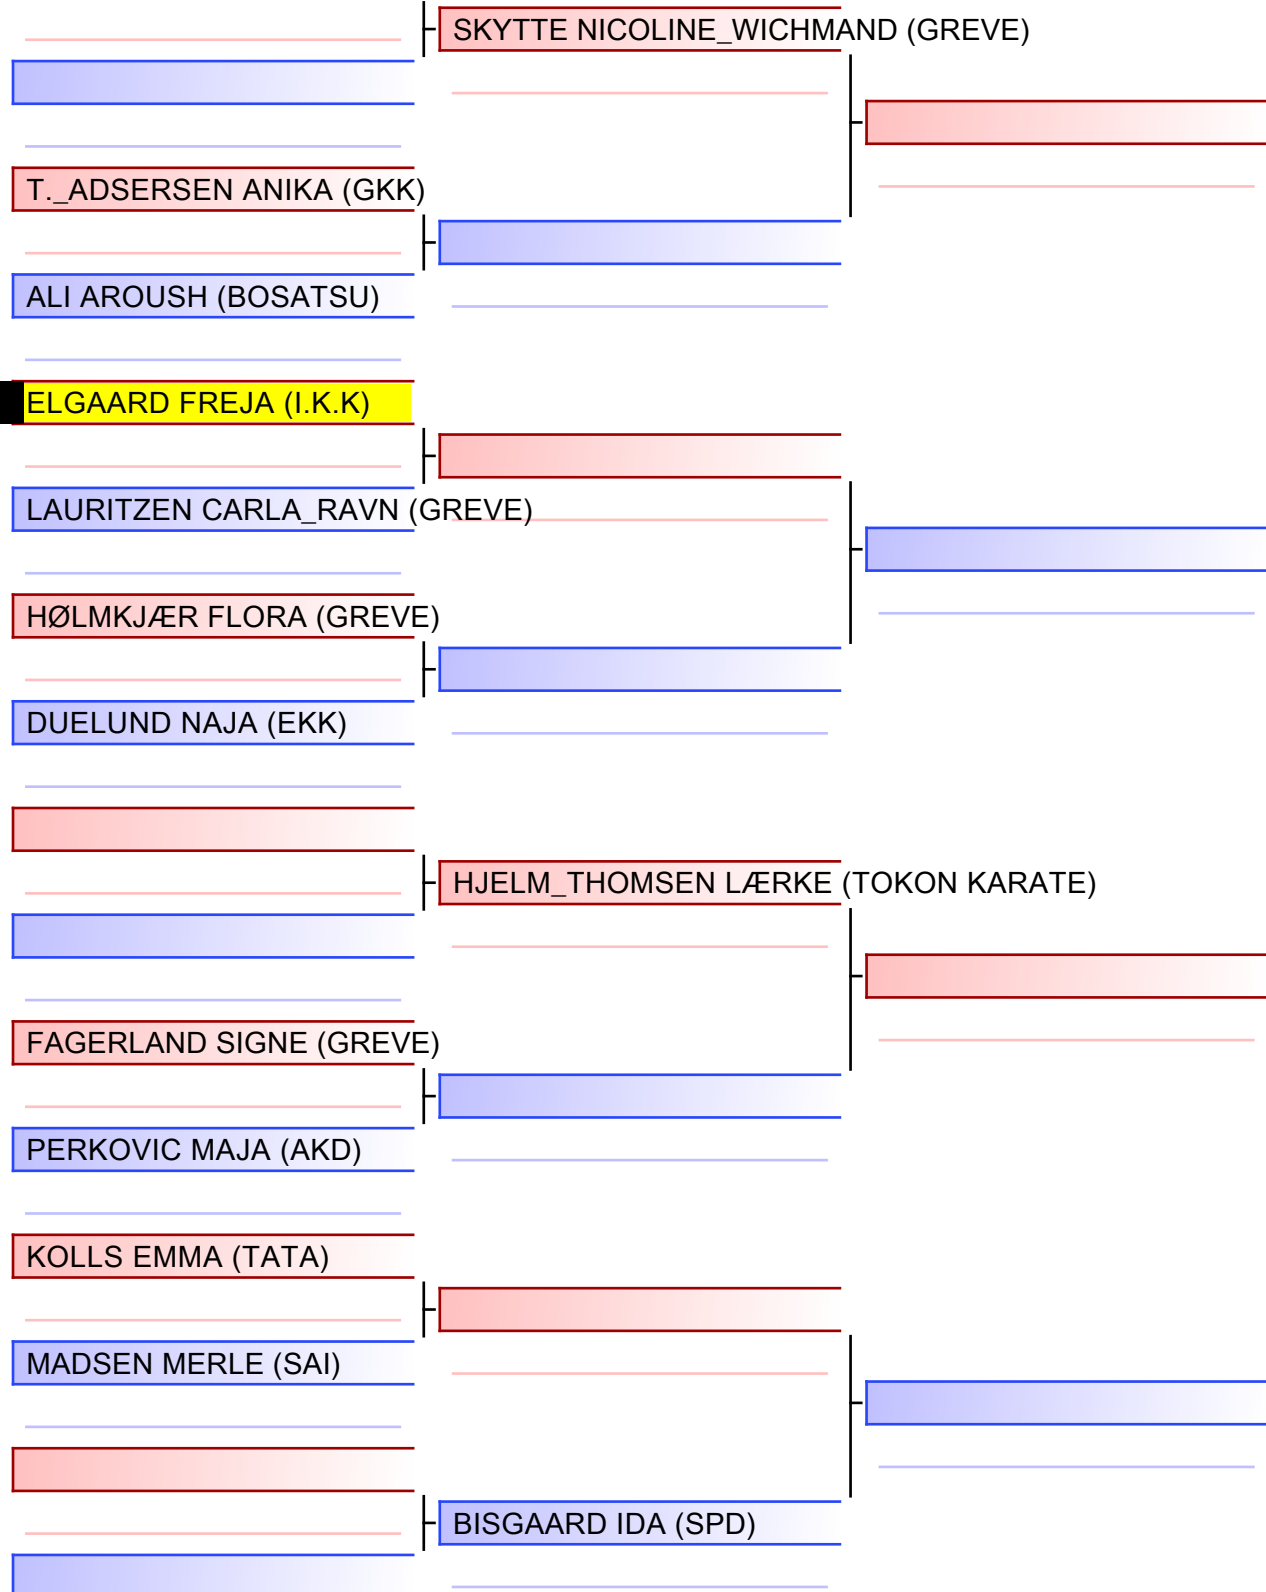 SKYTTE NICOLINE_WICHMAND (GREVE)
T._ADSERSEN ANIKA (GKK)
ALI AROUSH (BOSATSU)
ELGAARD FREJA (I.K.K)
LAURITZEN CARLA_RAVN (GREVE)
HØLMKJÆR FLORA (GREVE)
DUELUND NAJA (EKK)
HJELM_THOMSEN LÆRKE (TOKON KARATE)
FAGERLAND SIGNE (GREVE)
PERKOVIC MAJA (AKD)
KOLLS EMMA (TATA)
MADSEN MERLE (SAI)
BISGAARD IDA (SPD)